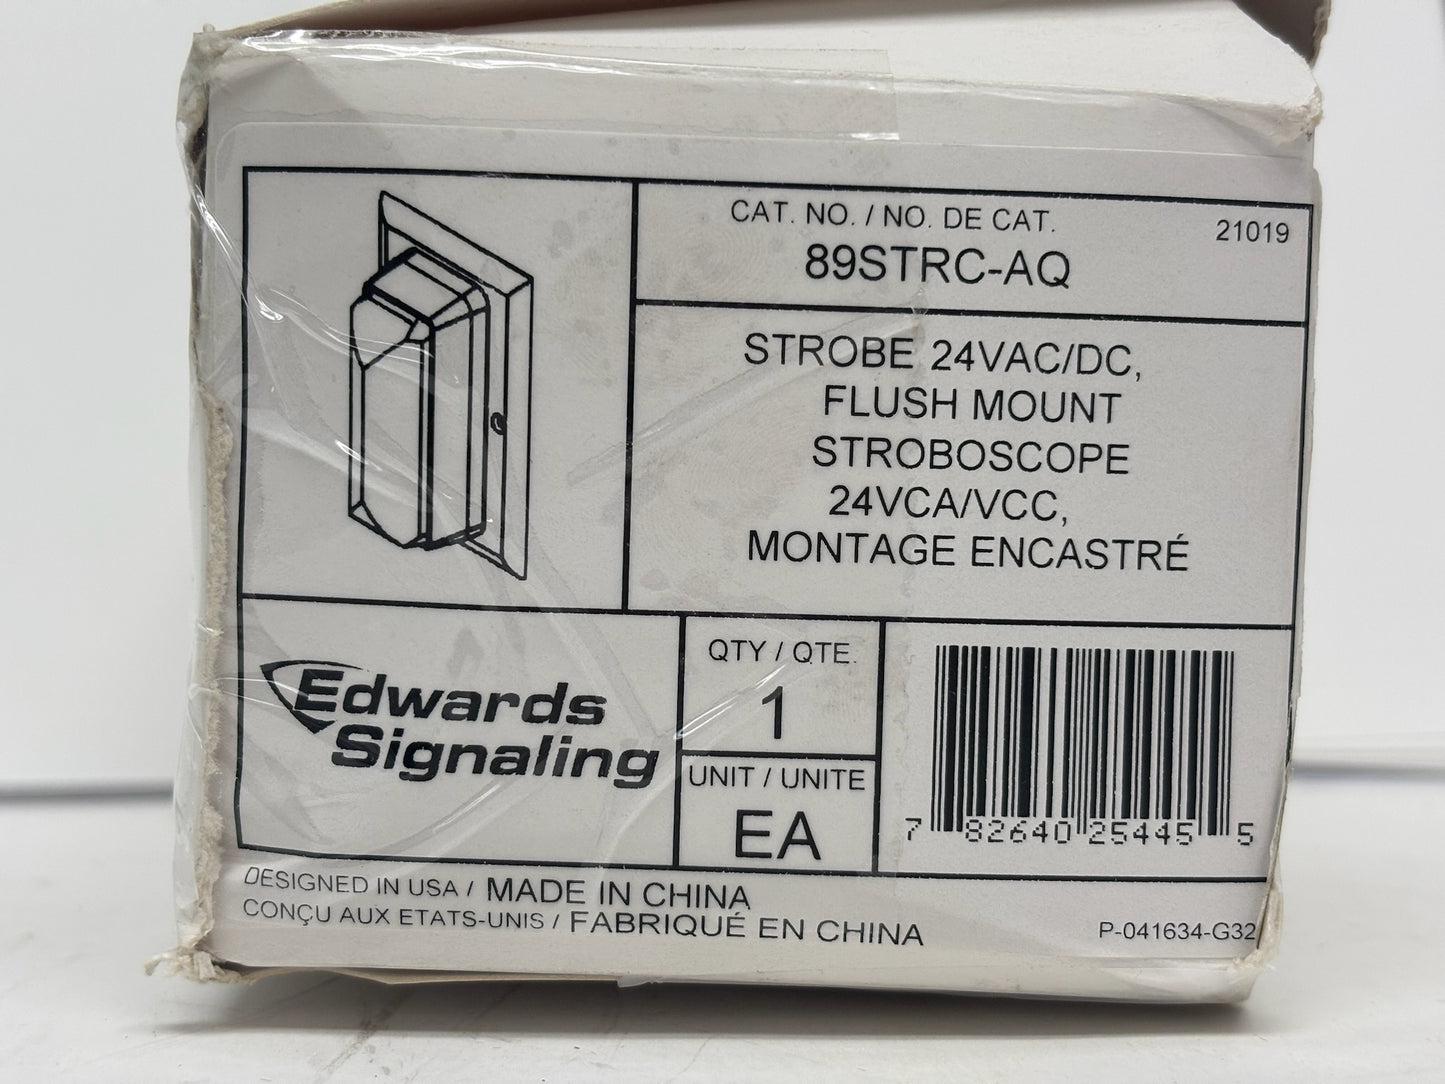 CAT. NO. / NO. DE CAT.
21019
89STRC-AQ
STROBE 24VAC/DC,
FLUSH MOUNT
STROBOSCOPE
24VCA/VCC,
MONTAGE ENCASTRÉ
Edwards
Signaling
QTY / QTE.
1
UNIT / UNITE
EA
7 82640 25445 5
DESIGNED IN USA / MADE IN CHINA
CONÇU AUX ETATS-UNIS / FABRIQUÉ EN CHINA
P-041634-G32